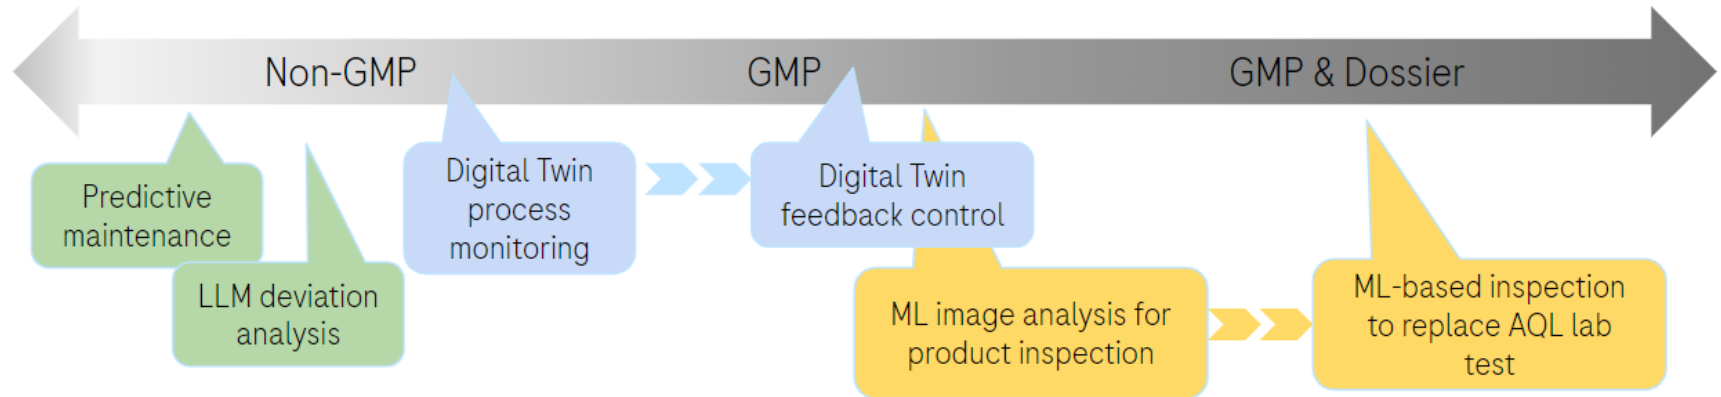 Non-GMP
GMP
GMP & Dossier
Predictive
maintenance
LLM deviation
analysis
Digital Twin
process
monitoring
Digital Twin
feedback control
ML image analysis for
product inspection
ML-based inspection
to replace AQL lab
test